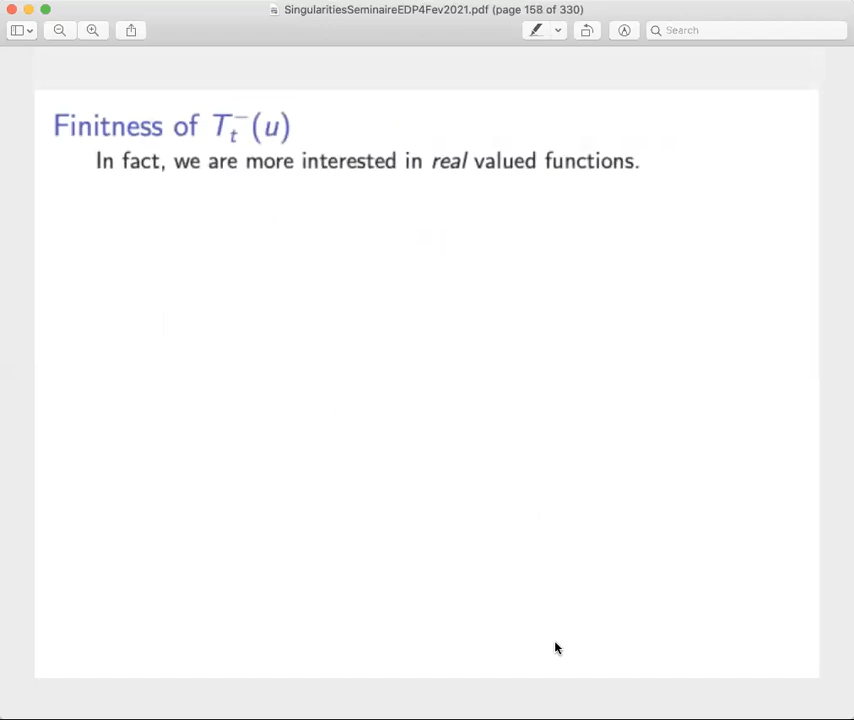 SingularitiesSeminaireEDP4Fev2021.pdf (page 158 of 330)
Search
Finitness of $T_t^-(u)$
In fact, we are more interested in real valued functions.